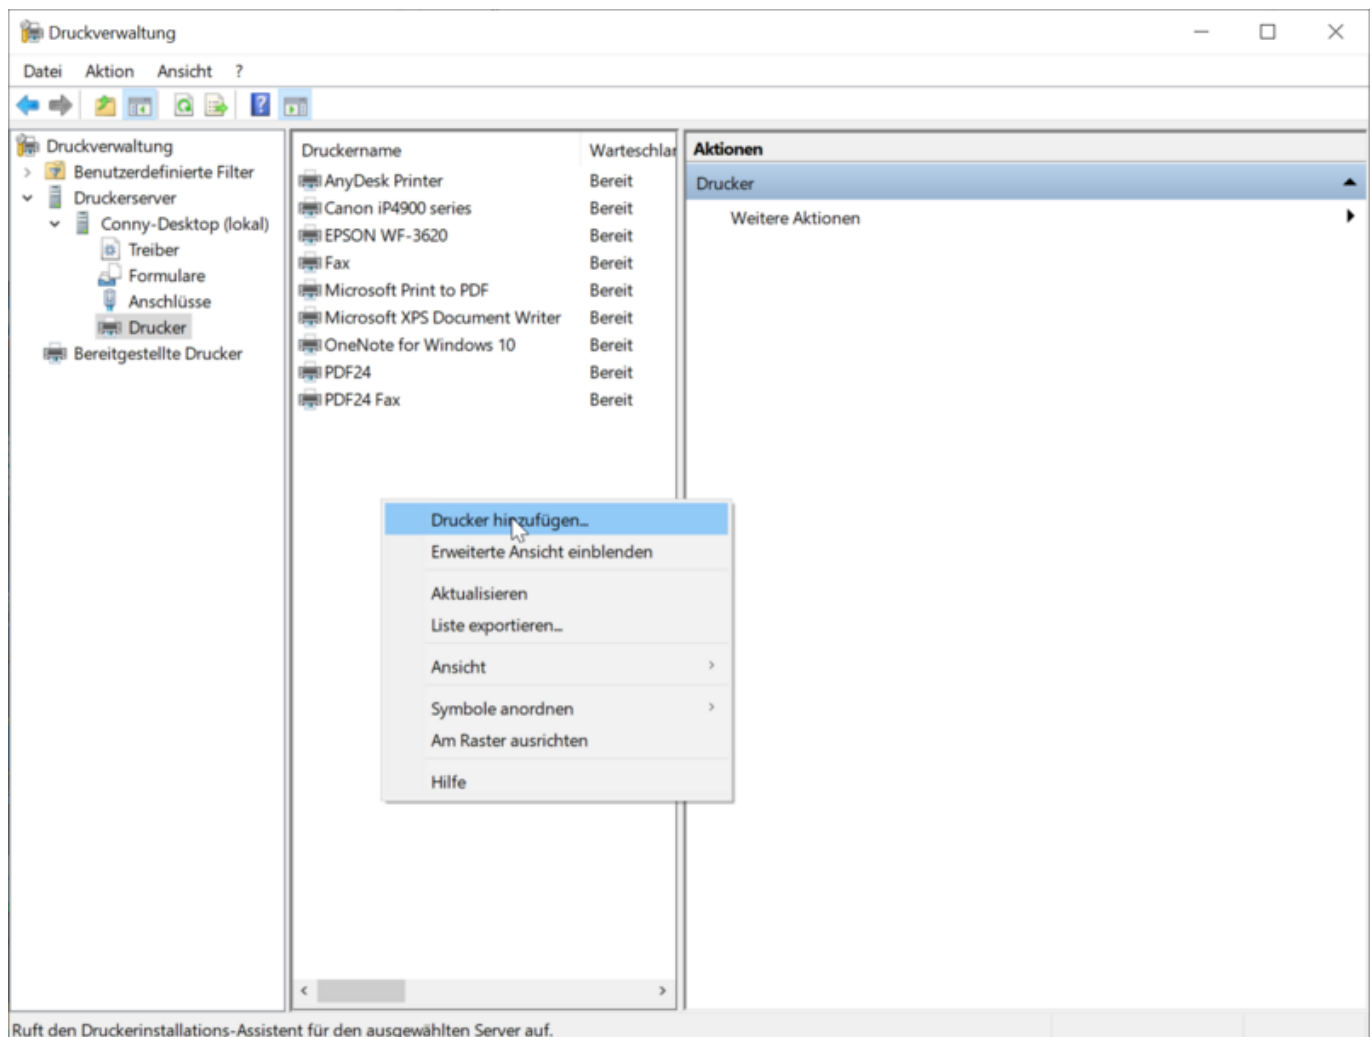 Druckverwaltung
Datei Aktion Ansicht ?
Druckverwaltung
Benutzerdefinierte Filter
Druckerserver
Conny-Desktop (lokal)
Treiber
Formulare
Anschlüsse
Drucker
Bereitgestellte Drucker
Druckername Warteschlan
AnyDesk Printer Bereit
Canon iP4900 series Bereit
EPSON WF-3620 Bereit
Fax Bereit
Microsoft Print to PDF Bereit
Microsoft XPS Document Writer Bereit
OneNote for Windows 10 Bereit
PDF24 Bereit
PDF24 Fax Bereit
Drucker hinzufügen...
Erweiterte Ansicht einblenden
Aktualisieren
Liste exportieren...
Ansicht
Symbole anordnen
Am Raster ausrichten
Hilfe
Aktionen
Drucker
Weitere Aktionen
Ruft den Druckerinstallations-Assistent für den ausgewählten Server auf.